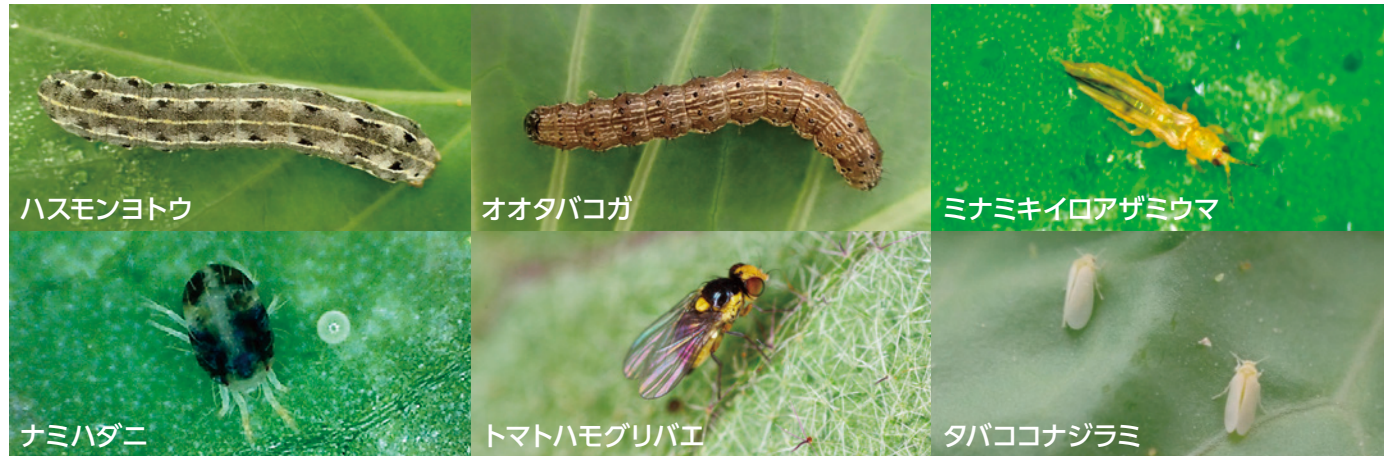 ハスモンヨトウ
オオタバコガ
ミナミキイロアザミウマ
ナミハダニ
トマトハモグリバエ
タバココナジラミ